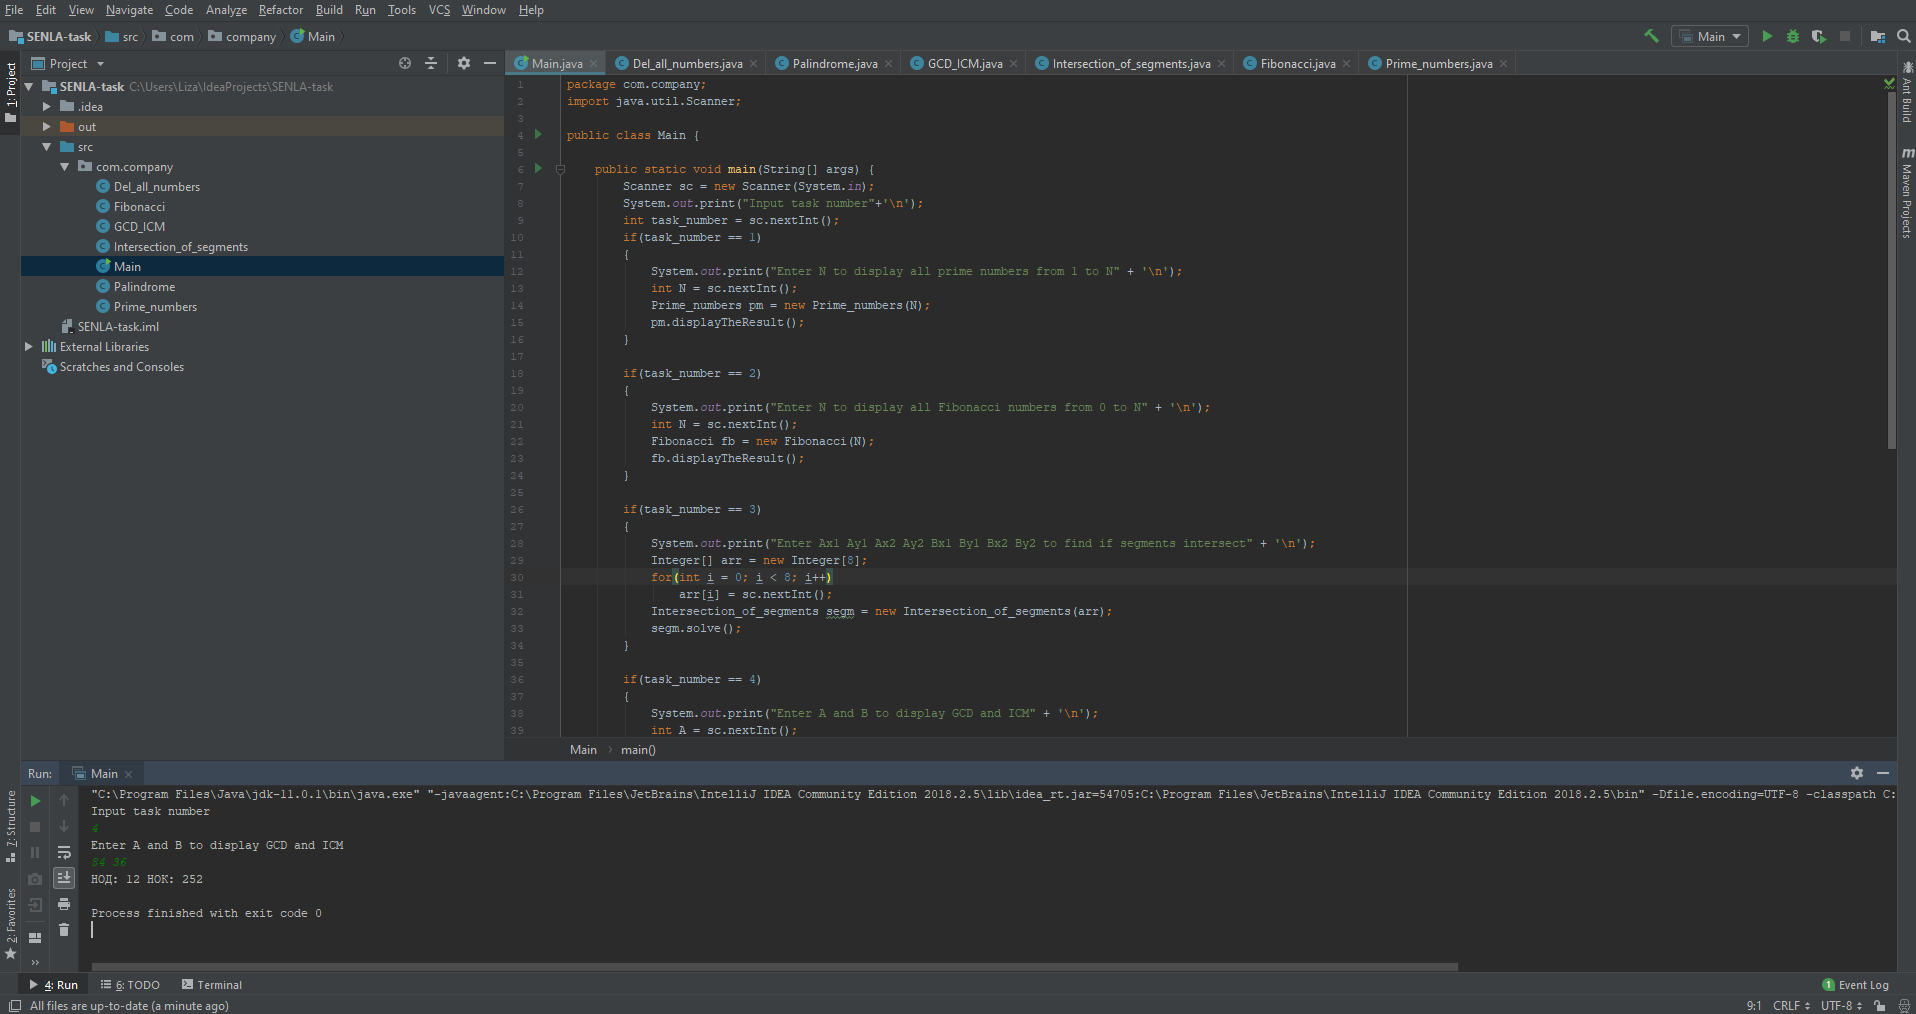 File Edit View Navigate Code Analyze Refactor Build Run Tools VCS Window Help
SENLA-task src com company Main Main
1: Project
Project
SENLA-task C:\Users\Liza\IdeaProjects\SENLA-task
.idea
out
src
com.company
Del_all_numbers
Fibonacci
GCD_ICM
Intersection_of_segments
Main
Palindrome
Prime_numbers
SENLA-task.iml
External Libraries
Scratches and Consoles
Main.java Del_all_numbers.java Palindrome.java GCD_ICM.java Intersection_of_segments.java Fibonacci.java Prime_numbers.java
1 package com.company;
2 import java.util.Scanner;
3
4 public class Main {
5
6 public static void main(String[] args) {
7 Scanner sc = new Scanner(System.in);
8 System.out.print("Input task number"+'\n');
9 int task_number = sc.nextInt();
10 if(task_number == 1)
11 {
12 System.out.print("Enter N to display all prime numbers from 1 to N" + '\n');
13 int N = sc.nextInt();
14 Prime_numbers pm = new Prime_numbers(N);
15 pm.displayTheResult();
16 }
17
18 if(task_number == 2)
19 {
20 System.out.print("Enter N to display all Fibonacci numbers from 0 to N" + '\n');
21 int N = sc.nextInt();
22 Fibonacci fb = new Fibonacci(N);
23 fb.displayTheResult();
24 }
25
26 if(task_number == 3)
27 {
28 System.out.print("Enter Ax1 Ay1 Ax2 Ay2 Bx1 By1 Bx2 By2 to find if segments intersect" + '\n');
29 Integer[] arr = new Integer[8];
30 for(int i = 0; i < 8; i++)
31 arr[i] = sc.nextInt();
32 Intersection_of_segments segm = new Intersection_of_segments(arr);
33 segm.solve();
34 }
35
36 if(task_number == 4)
37 {
38 System.out.print("Enter A and B to display GCD and ICM" + '\n');
39 int A = sc.nextInt();
Main main()
Ant Build
m Maven Projects
Run: Main
"C:\Program Files\Java\jdk-11.0.1\bin\java.exe" "-javaagent:C:\Program Files\JetBrains\IntelliJ IDEA Community Edition 2018.2.5\lib\idea_rt.jar=54705:C:\Program Files\JetBrains\IntelliJ IDEA Community Edition 2018.2.5\bin" -Dfile.encoding=UTF-8 -classpath C:
Input task number
4
Enter A and B to display GCD and ICM
84 36
НОД: 12 НОК: 252
Process finished with exit code 0
7: Structure
2: Favorites
4: Run 6: TODO Terminal 1 Event Log
All files are up-to-date (a minute ago) 9:1 CRLF UTF-8